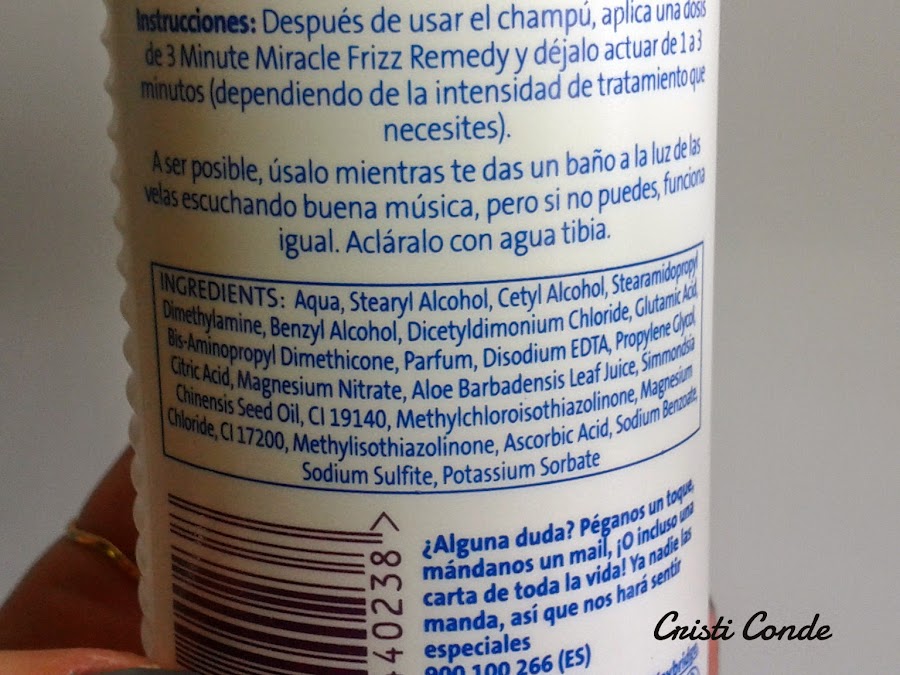 Instrucciones: Después de usar el champú, aplica una dosis
de 3 Minute Miracle Frizz Remedy y déjalo actuar de 1 a 3
minutos (dependiendo de la intensidad de tratamiento que
necesites).
A ser posible, úsalo mientras te das un baño a la luz de las
velas escuchando buena música, pero si no puedes, funciona
igual. Acláralo con agua tibia.
INGREDIENTS: Aqua, Stearyl Alcohol, Cetyl Alcohol, Stearamidopropyl
Dimethylamine, Benzyl Alcohol, Dicetyldimonium Chloride, Glutamic Acid,
Bis-Aminopropyl Dimethicone, Parfum, Disodium EDTA, Propylene Glycol,
Citric Acid, Magnesium Nitrate, Aloe Barbadensis Leaf Juice, Simmondsia
Chinensis Seed Oil, CI 19140, Methylchloroisothiazolinone, Magnesium
Chloride, CI 17200, Methylisothiazolinone, Ascorbic Acid, Sodium Benzoate,
Sodium Sulfite, Potassium Sorbate
¿Alguna duda? Péganos un toque,
mándanos un mail, ¡O incluso una
carta de toda la vida! Ya nadie las
manda, así que nos hará sentir
especiales
900 100 266 (ES)
40238 >
Cristi Conde